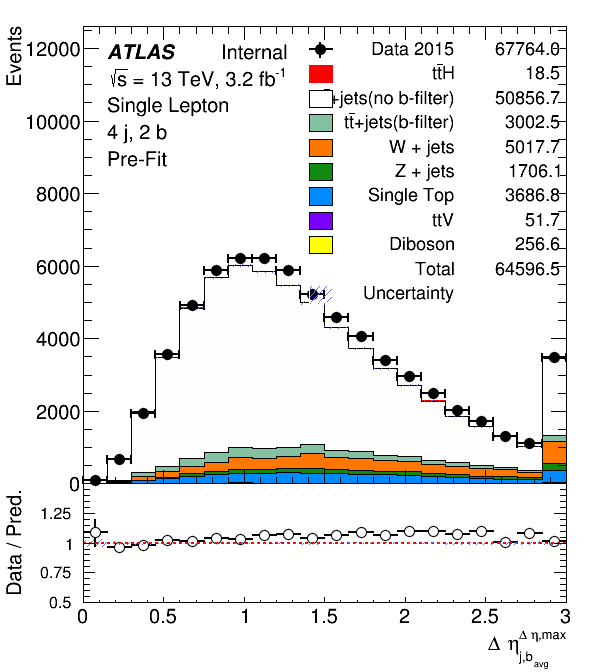 Events
12000
10000
8000
6000
4000
2000
0
ATLAS Internal
√s = 13 TeV, 3.2 fb⁻¹
Single Lepton
4 j, 2 b
Pre-Fit
Data 2015 67764.0
tt̄H 18.5
+jets(no b-filter) 50856.7
tt̄+jets(b-filter) 3002.5
W + jets 5017.7
Z + jets 1706.1
Single Top 3686.8
ttV 51.7
Diboson 256.6
Total 64596.5
Uncertainty
Data / Pred.
1.25
1
0.75
0.5
0 0.5 1 1.5 2 2.5 3
Δ η_{j,b_{avg}}^{Δ η,max}